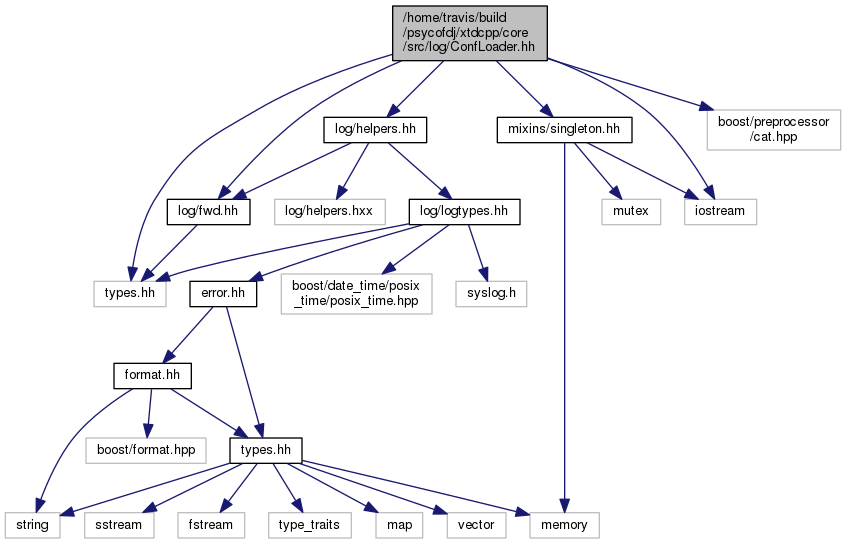 /home/travis/build
/psycofdj/xtdcpp/core
/src/log/ConfLoader.hh
log/helpers.hh
mixins/singleton.hh
boost/preprocessor
/cat.hpp
log/fwd.hh
log/helpers.hxx
log/logtypes.hh
mutex
iostream
types.hh
error.hh
boost/date_time/posix
_time/posix_time.hpp
syslog.h
format.hh
boost/format.hpp
types.hh
string
sstream
fstream
type_traits
map
vector
memory